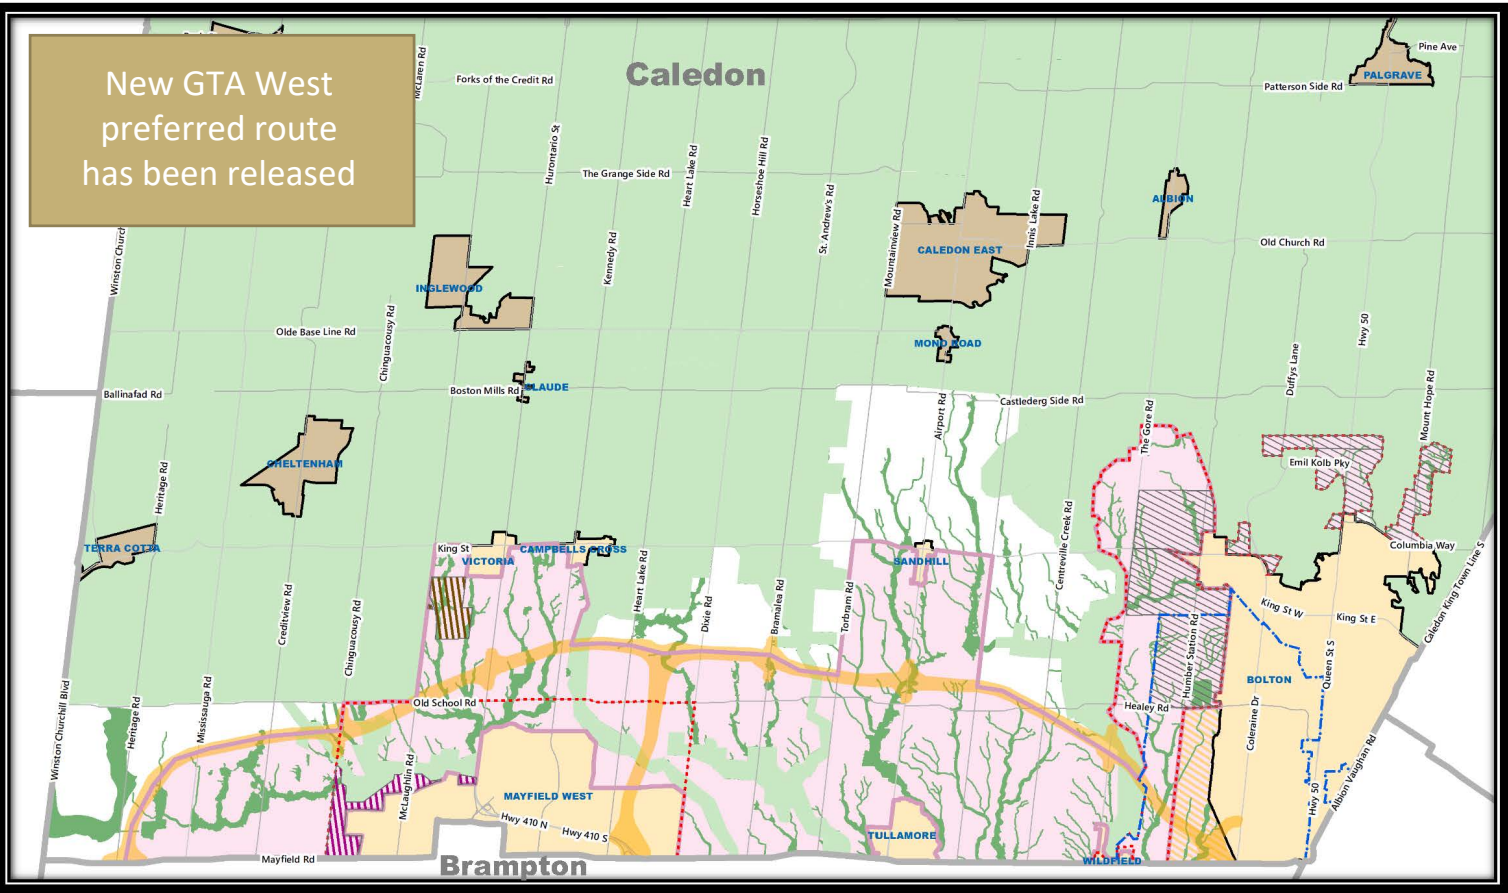 New GTA West
preferred route
has been released
Caledon
McLaren Rd
Forks of the Credit Rd
Pine Ave
PALGRAVE
Patterson Side Rd
Hurontario St
The Grange Side Rd
Heart Lake Rd
Horseshoe Hill Rd
St. Andrew's Rd
Mountainview Rd
Innis Lake Rd
ALBION
CALEDON EAST
Old Church Rd
Winston Church
Kennedy Rd
INGLEWOOD
Olde Base Line Rd
Chinguacousy Rd
MONO ROAD
Hwy 50
Duffys Lane
Mount Hope Rd
Ballinafad Rd
Boston Mills Rd
CLAUDE
Airport Rd
Castlederg Side Rd
The Gore Rd
CHELTENHAM
Heritage Rd
Emil Kolb Pky
TERRA COTTA
King St
VICTORIA
CAMPBELLS CROSS
SANDHILL
Centreville Creek Rd
Columbia Way
Caledon King Town Line S
Creditview Rd
Chinguacousy Rd
Heart Lake Rd
Dixie Rd
Bramalea Rd
Torbram Rd
King St W
King St E
Humber Station Rd
Queen St S
BOLTON
Winston Churchill Blvd
Heritage Rd
Mississauga Rd
Old School Rd
Healey Rd
Coleraine Dr
McLaughlin Rd
MAYFIELD WEST
Hwy 410 N
Hwy 410 S
TULLAMORE
Hwy 50
Albion Vaughan Rd
Mayfield Rd
Brampton
WILDFIELD